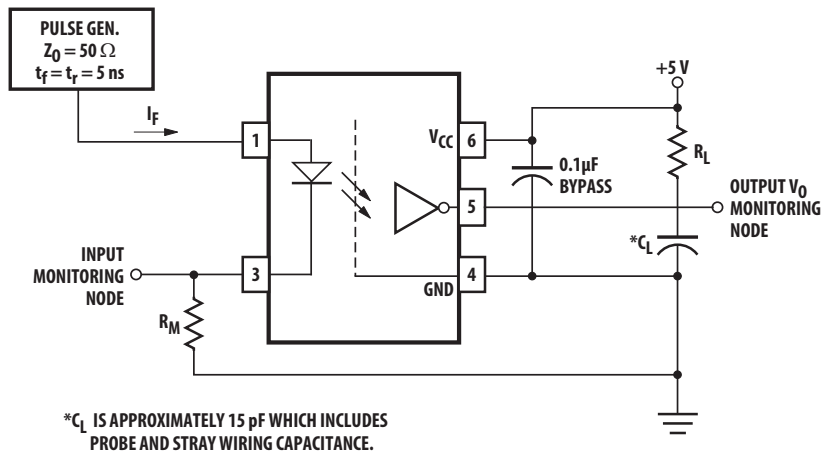 PULSE GEN.
Z0 = 50 Ω
tf = tr = 5 ns
IF
1
3
VCC
6
5
4
GND
+5 V
0.1µF
BYPASS
RL
OUTPUT VO
MONITORING
NODE
*CL
INPUT
MONITORING
NODE
RM
*CL IS APPROXIMATELY 15 pF WHICH INCLUDES
PROBE AND STRAY WIRING CAPACITANCE.